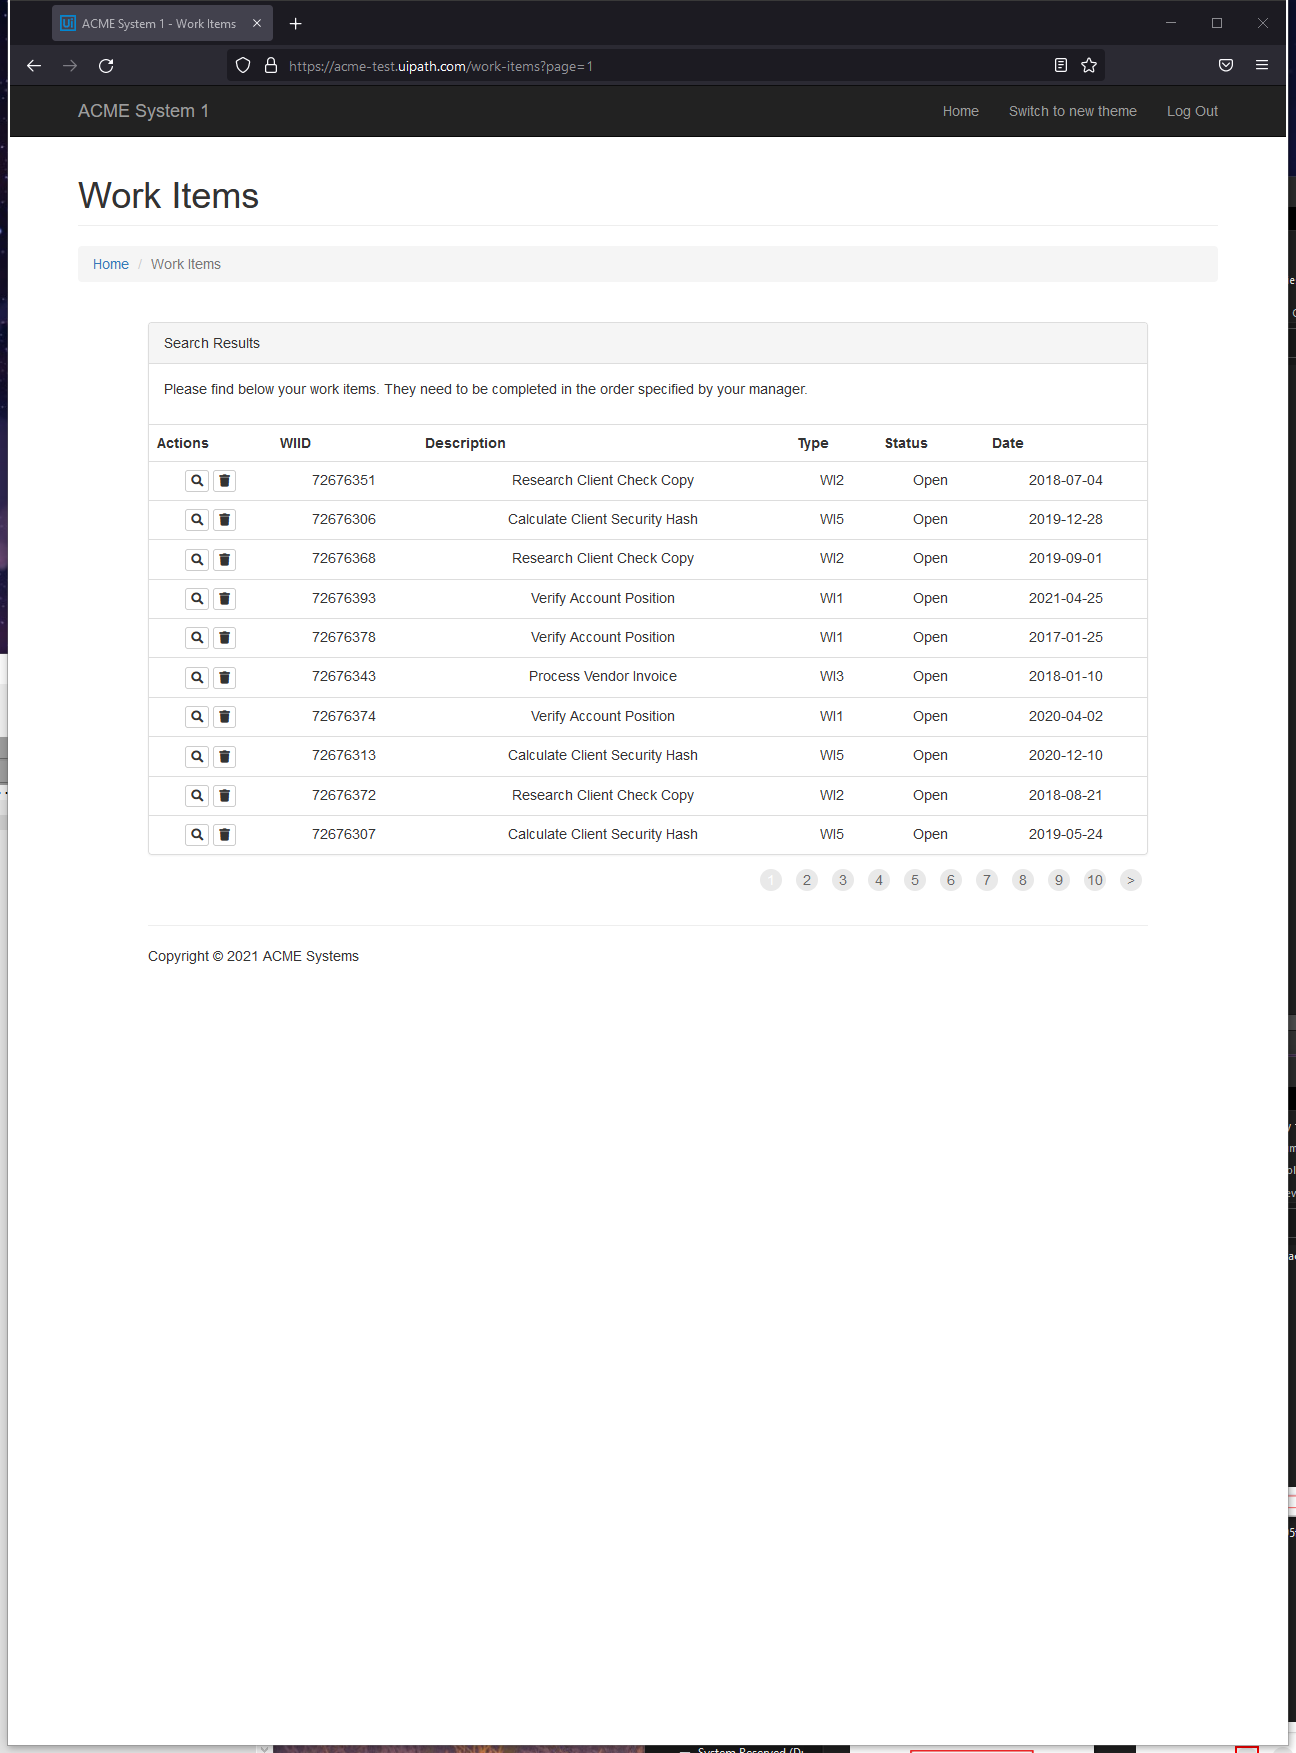 ACME System 1 - Work Items
https://acme-test.uipath.com/work-items?page=1
ACME System 1 Home Switch to new theme Log Out
Work Items
Home / Work Items
Search Results
Please find below your work items. They need to be completed in the order specified by your manager.
Actions WIID Description Type Status Date
72676351 Research Client Check Copy WI2 Open 2018-07-04
72676306 Calculate Client Security Hash WI5 Open 2019-12-28
72676368 Research Client Check Copy WI2 Open 2019-09-01
72676393 Verify Account Position WI1 Open 2021-04-25
72676378 Verify Account Position WI1 Open 2017-01-25
72676343 Process Vendor Invoice WI3 Open 2018-01-10
72676374 Verify Account Position WI1 Open 2020-04-02
72676313 Calculate Client Security Hash WI5 Open 2020-12-10
72676372 Research Client Check Copy WI2 Open 2018-08-21
72676307 Calculate Client Security Hash WI5 Open 2019-05-24
1 2 3 4 5 6 7 8 9 10 >
Copyright © 2021 ACME Systems
System Reserved (D: